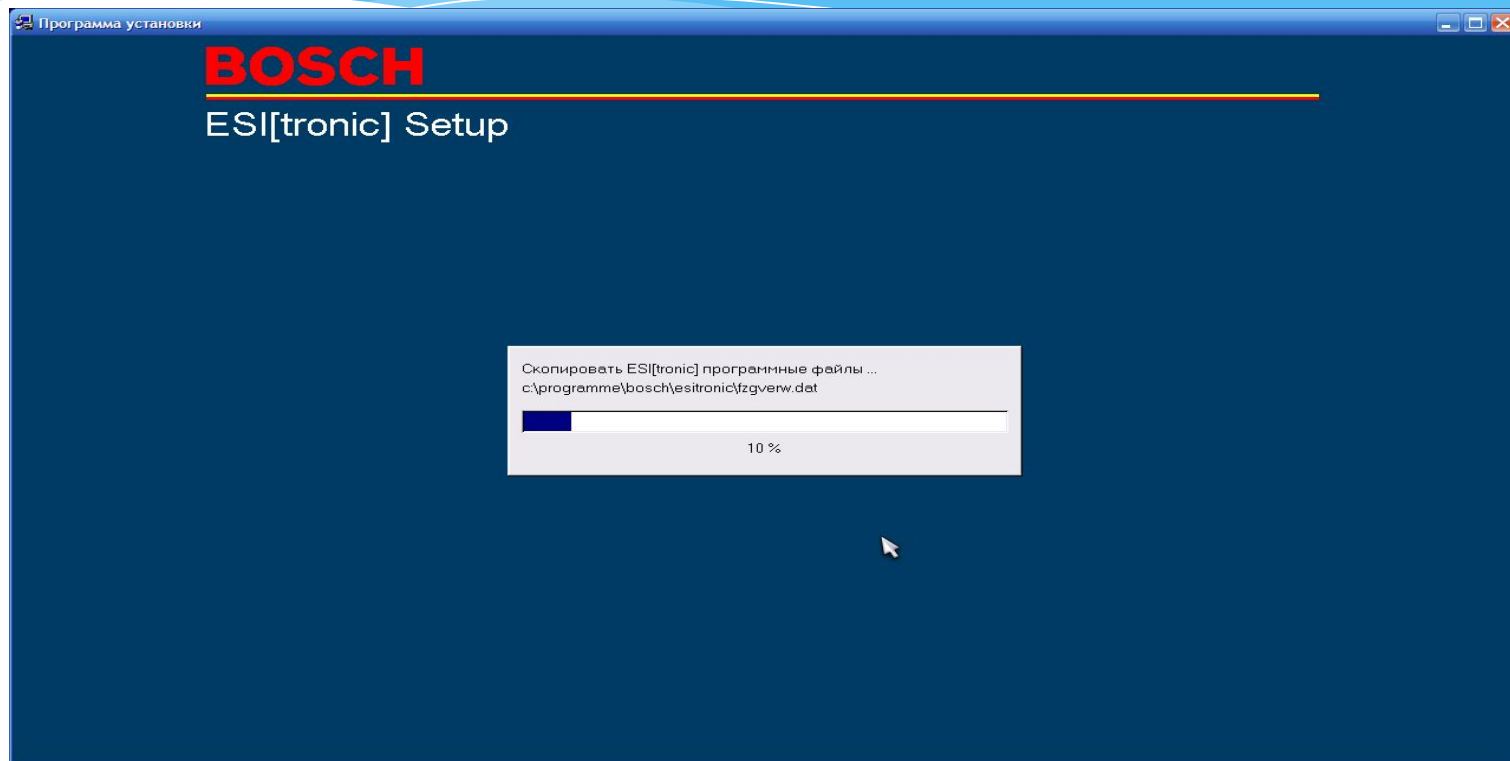 Программа установки
BOSCH
ESI[tronic] Setup
Скопировать ESI[tronic] программные файлы ...
c:\programme\bosch\esitronic\fzgverw.dat
10 %